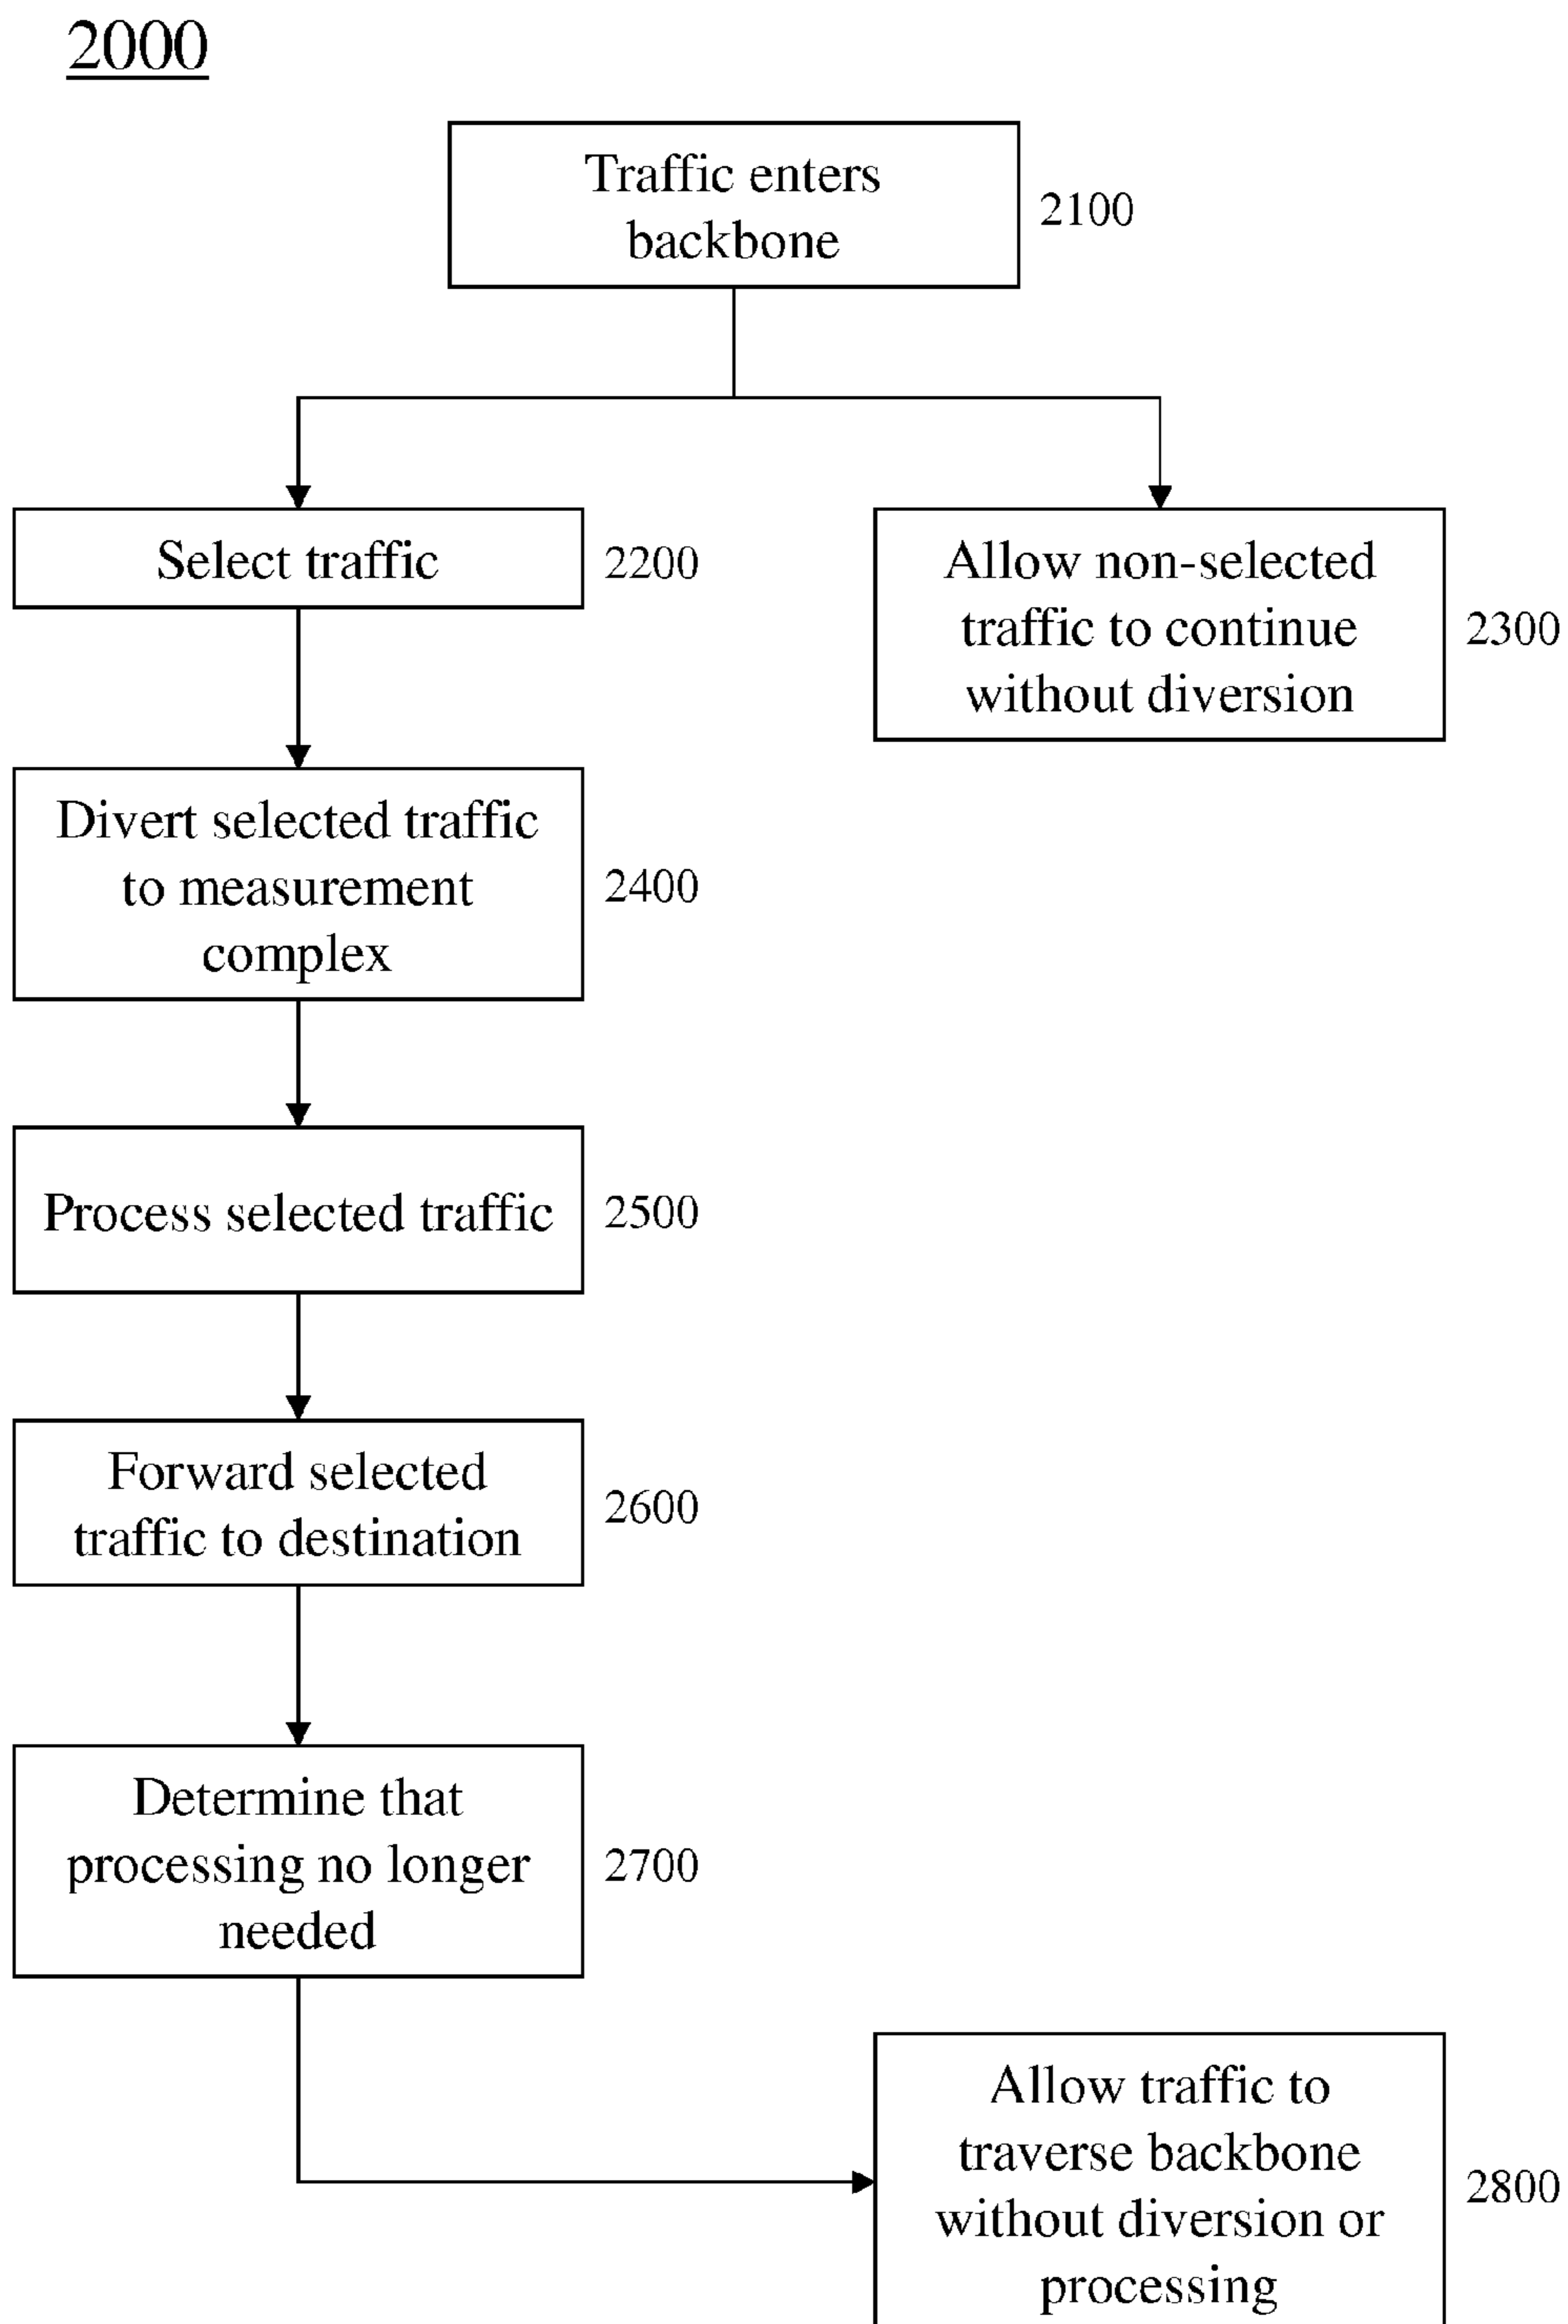 2000
Traffic enters
backbone
2100
Select traffic
2200
Allow non-selected
traffic to continue
without diversion
2300
Divert selected traffic
to measurement
complex
2400
Process selected traffic
2500
Forward selected
traffic to destination
2600
Determine that
processing no longer
needed
2700
Allow traffic to
traverse backbone
without diversion or
processing
2800